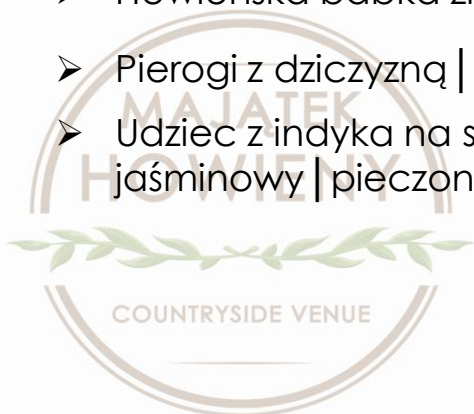 ➤ Pierogi z dziczyzną |
➤ Udziec z indyka na s
jaśminowy | pieczon
MAJĄTEK
HOWIENY
COUNTRYSIDE VENUE